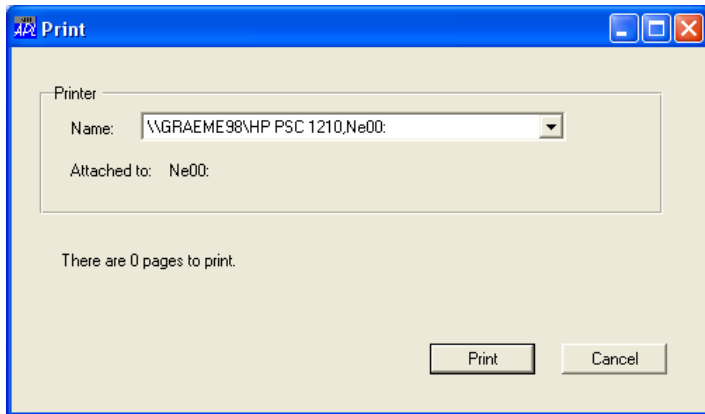 APL Print
Printer
Name: \\GRAEME98\HP PSC 1210,Ne00:
Attached to: Ne00:
There are 0 pages to print.
Print Cancel